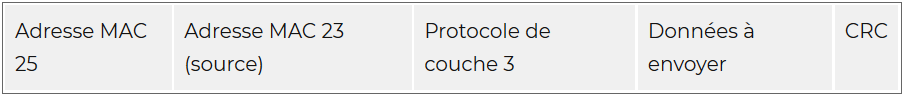 Adresse MAC
25
Adresse MAC 23
(source)
Protocole de
couche 3
Données à
envoyer
CRC